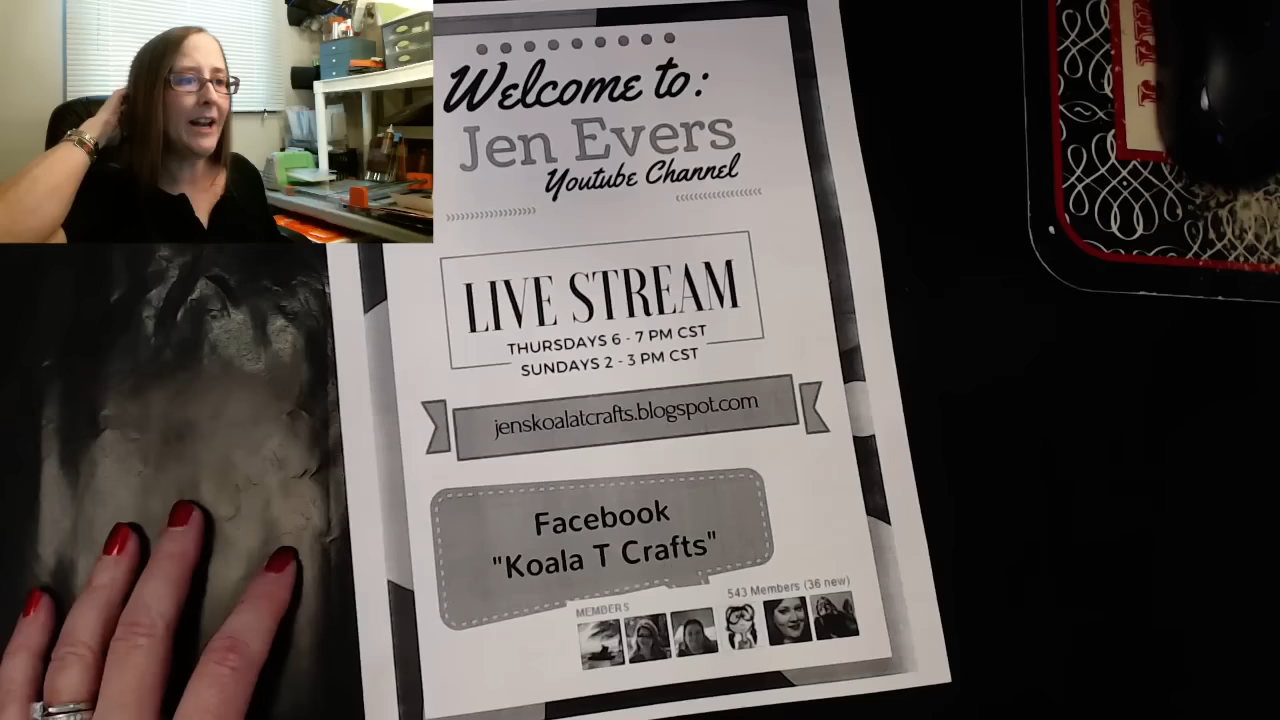 Welcome to:
Jen Evers
Youtube Channel
LIVE STREAM
THURSDAYS 6 - 7 PM CST
SUNDAYS 2 - 3 PM CST
jenskoalatcrafts.blogspot.com
Facebook
"Koala T Crafts"
MEMBERS
543 Members (36 new)